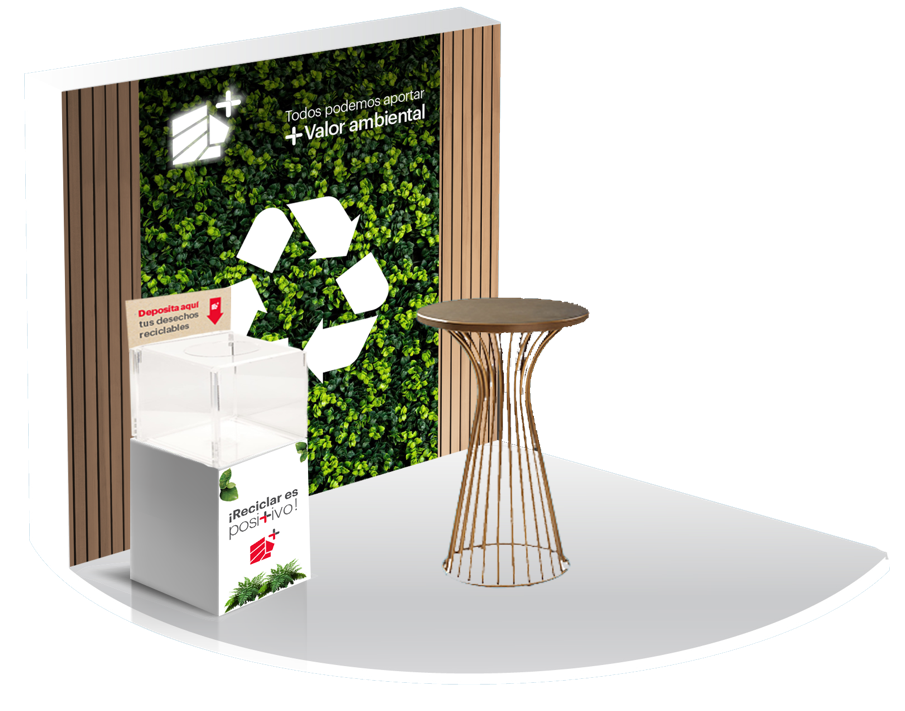 Todos podemos aportar
+Valor ambiental
Deposita aquí
tus desechos
reciclables
¡Reciclar es
posi+ivo!